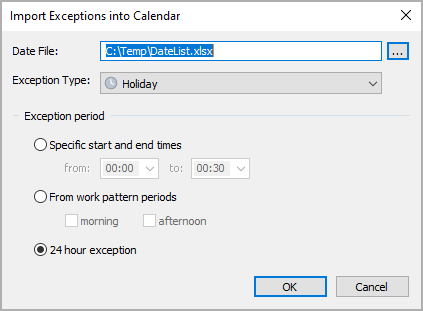 Import Exceptions into Calendar
Date File: C:\Temp\DateList.xlsx ...
Exception Type: Holiday
Exception period
Specific start and end times
from: 00:00 to: 00:30
From work pattern periods
morning afternoon
24 hour exception
OK Cancel